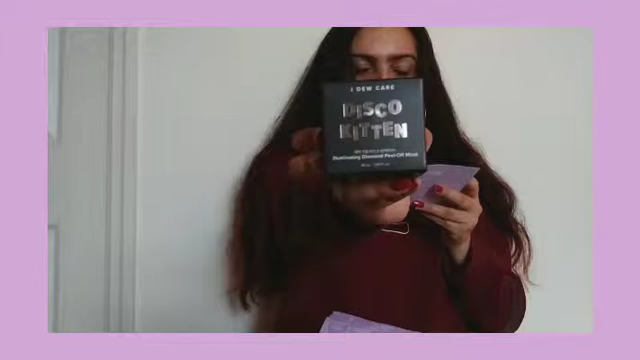 I DEW CARE
DISCO
KITTEN
Illuminating Diamond Peel-Off Mask